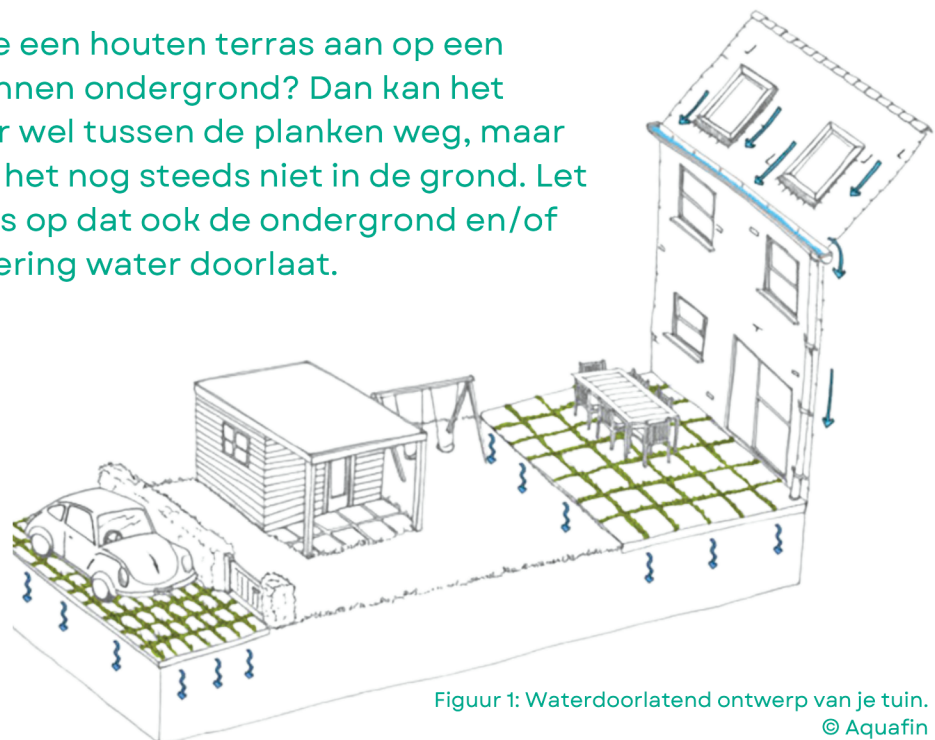 een houten terras aan op een
ondergrond? Dan kan het
wel tussen de planken weg, maar
het nog steeds niet in de grond. Let
op dat ook de ondergrond en/of
water doorlaat.
Figuur 1: Waterdoorlatend ontwerp van je tuin.
© Aquafin